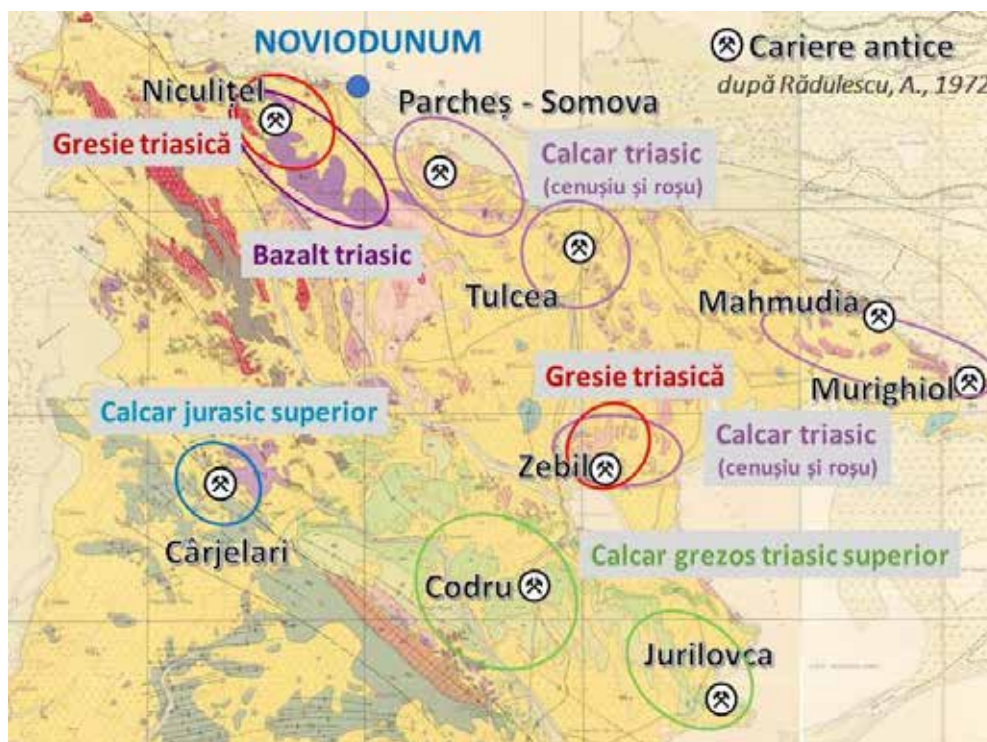 NOVIODUNUM
Cariere antice
după Rădulescu, A., 1972
Niculițel
Parcheș - Somova
Gresie triasică
Calcar triasic
(cenușiu și roșu)
Bazalt triasic
Tulcea
Mahmudia
Murighiol
Gresie triasică
Calcar jurasic superior
Calcar triasic
(cenușiu și roșu)
Zebil
Cârjelari
Calcar grezos triasic superior
Codru
Jurilovca